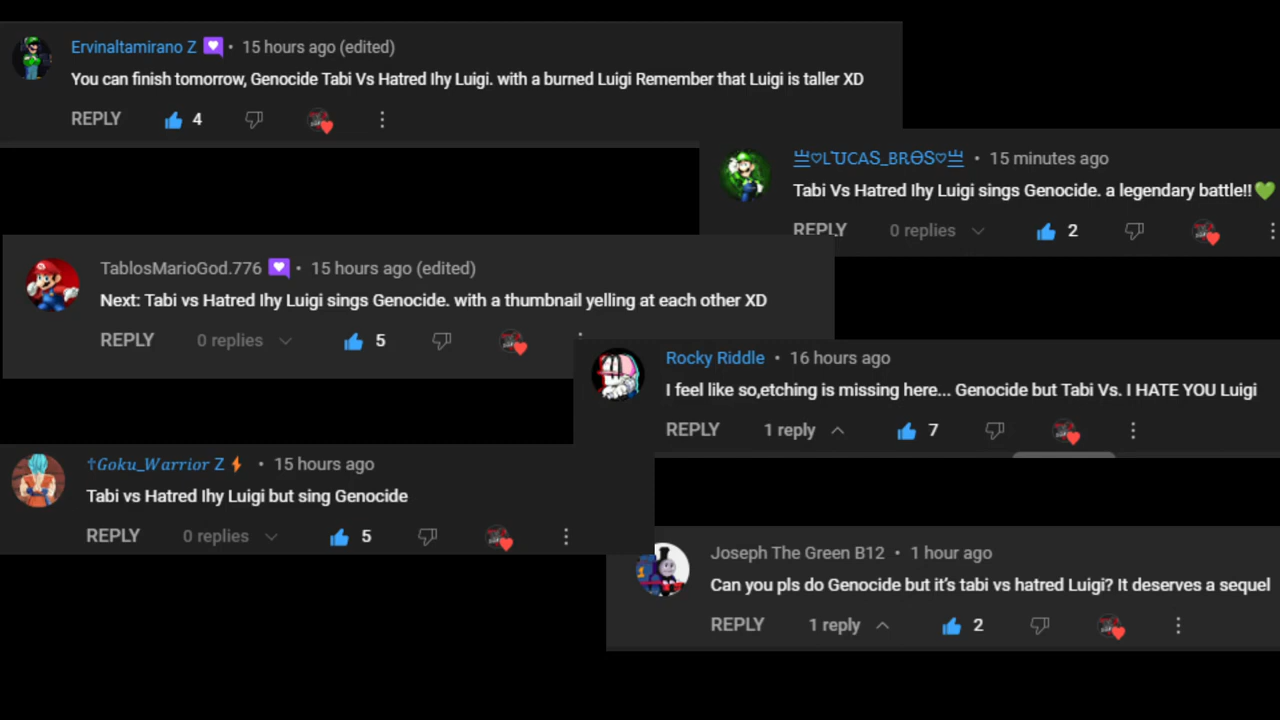 Ervinaltamirano Z • 15 hours ago (edited)
You can finish tomorrow, Genocide Tabi Vs Hatred Ihy Luigi. with a burned Luigi Remember that Luigi is taller XD
REPLY 4
亗♡LᏌCAS_BRѲS♡亗 • 15 minutes ago
Tabi Vs Hatred Ihy Luigi sings Genocide. a legendary battle!!💚
REPLY 0 replies 2
TablosMarioGod.776 • 15 hours ago (edited)
Next: Tabi vs Hatred Ihy Luigi sings Genocide. with a thumbnail yelling at each other XD
REPLY 0 replies 5
Rocky Riddle • 16 hours ago
I feel like so,etching is missing here... Genocide but Tabi Vs. I HATE YOU Luigi
REPLY 1 reply 7
†𝐺𝑜𝑘𝑢_𝑊𝑎𝑟𝑟𝑖𝑜𝑟 Z⚡ • 15 hours ago
Tabi vs Hatred Ihy Luigi but sing Genocide
REPLY 0 replies 5
Joseph The Green B12 • 1 hour ago
Can you pls do Genocide but it's tabi vs hatred Luigi? It deserves a sequel
REPLY 1 reply 2